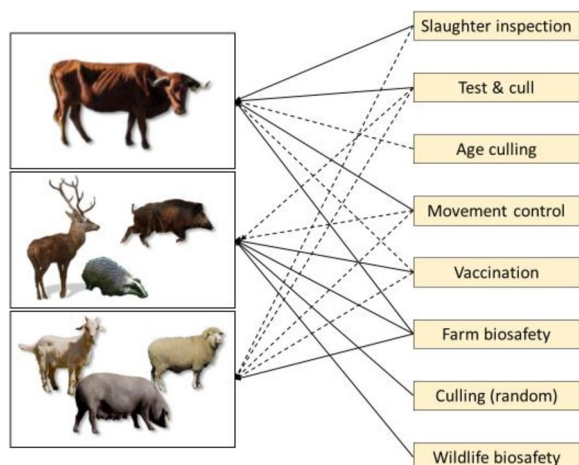 Slaughter inspection
Test & cull
Age culling
Movement control
Vaccination
Farm biosafety
Culling (random)
Wildlife biosafety